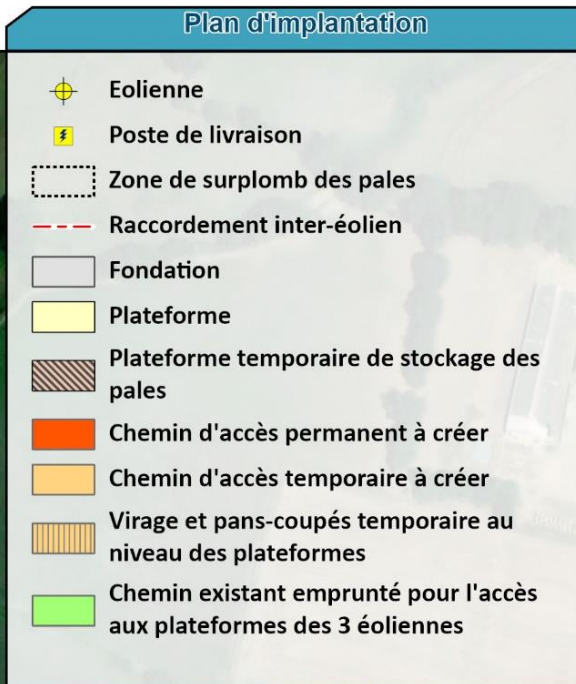 Plan d'implantation
Eolienne
Poste de livraison
Zone de surplomb des pales
Raccordement inter-éolien
Fondation
Plateforme
Plateforme temporaire de stockage des
pales
Chemin d'accès permanent à créer
Chemin d'accès temporaire à créer
Virage et pans-coupés temporaire au
niveau des plateformes
Chemin existant emprunté pour l'accès
aux plateformes des 3 éoliennes